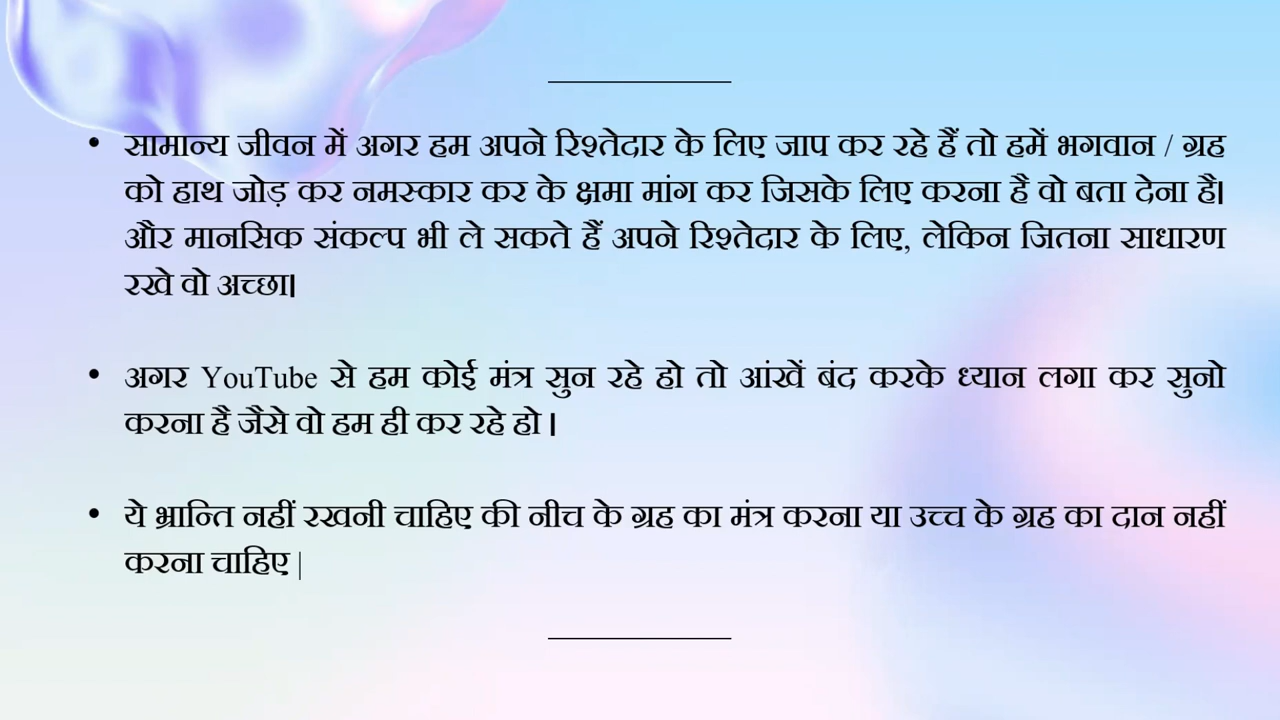 • सामान्य जीवन में अगर हम अपने रिश्तेदार के लिए जाप कर रहे हैं तो हमें भगवान / ग्रह
को हाथ जोड़ कर नमस्कार कर के क्षमा मांग कर जिसके लिए करना है वो बता देना है।
और मानसिक संकल्प भी ले सकते हैं अपने रिश्तेदार के लिए, लेकिन जितना साधारण
रखे वो अच्छा।
• अगर YouTube से हम कोई मंत्र सुन रहे हो तो आंखें बंद करके ध्यान लगा कर सुनो
करना है जैसे वो हम ही कर रहे हो ।
• ये भ्रान्ति नहीं रखनी चाहिए की नीच के ग्रह का मंत्र करना या उच्च के ग्रह का दान नहीं
करना चाहिए |